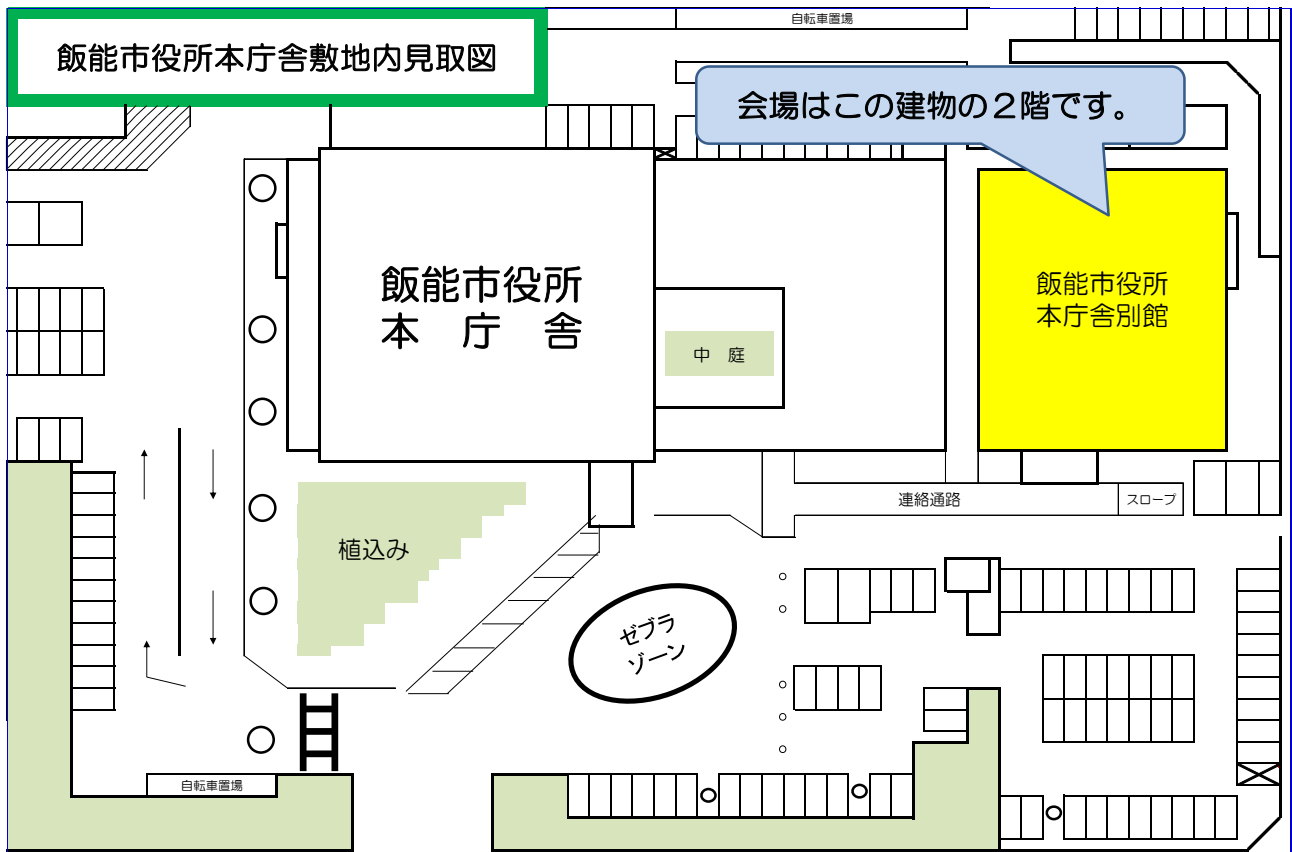 自転車置場
飯能市役所本庁舎敷地内見取図
会場はこの建物の２階です。
飯能市役所
本　庁　舎
中　庭
飯能市役所
本庁舎別館
連絡通路
スロープ
植込み
ゼブラ
ゾーン
自転車置場